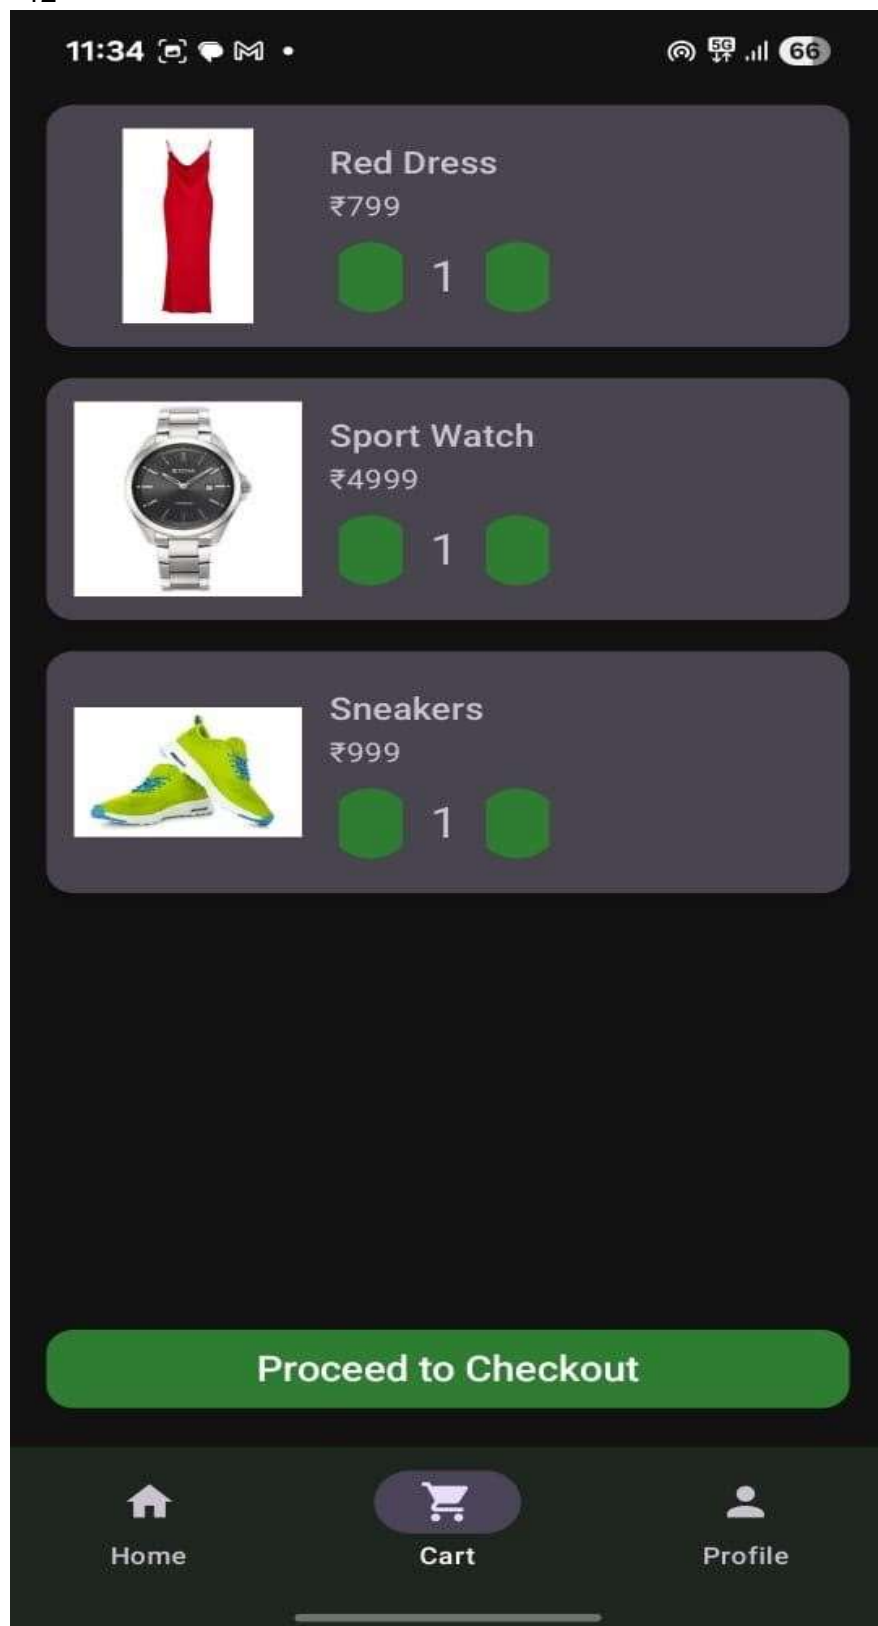 11:34 5G 66
Red Dress
₹799
1
Sport Watch
₹4999
1
Sneakers
₹999
1
Proceed to Checkout
Home Cart Profile